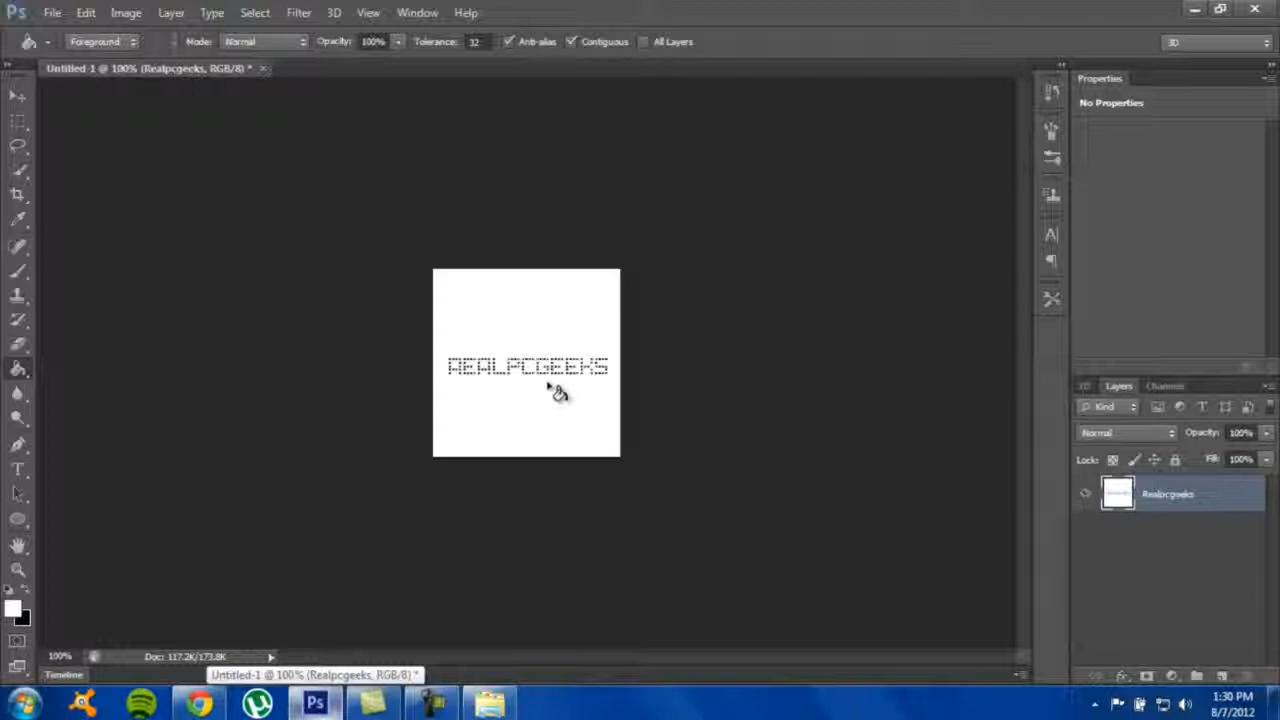 Ps File Edit Image Layer Type Select Filter 3D View Window Help
Foreground Mode: Normal Opacity: 100% Tolerance: 32 Anti-alias Contiguous All Layers 3D
Untitled-1 @ 100% (Realpcgeeks, RGB/8) *
Properties
No Properties
REALPCGEEKS
3D Layers Channels
Kind
Normal Opacity: 100%
Lock: Fill: 100%
Realpcgeeks
100% Doc: 117.2K/173.8K
Timeline Untitled-1 @ 100% (Realpcgeeks, RGB/8) *
Ps 1:30 PM
8/7/2012